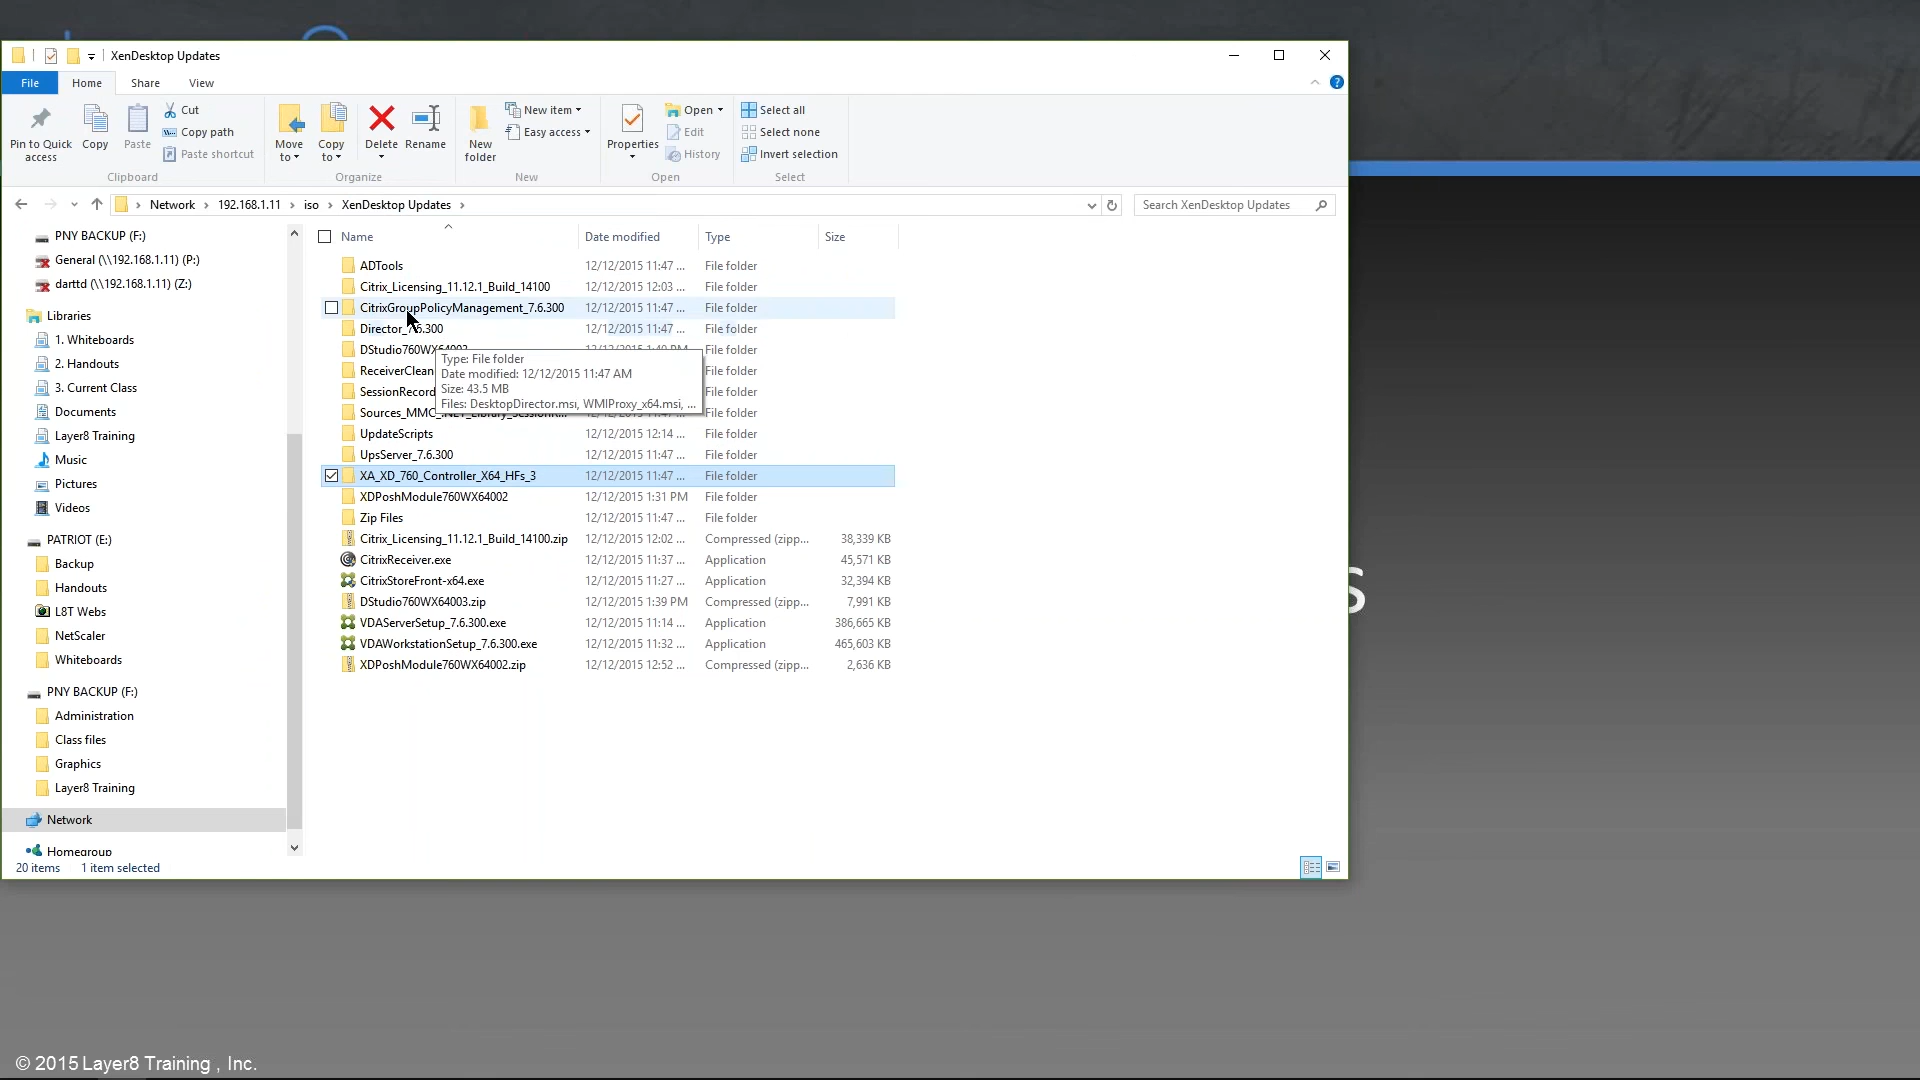 XenDesktop Updates
File Home Share View
Pin to Quick access
Copy
Paste
Cut
Copy path
Paste shortcut
Clipboard
Move to
Copy to
Delete
Rename
Organize
New folder
New item
Easy access
New
Properties
Open
Edit
History
Open
Select all
Select none
Invert selection
Select
Network 192.168.1.11 iso XenDesktop Updates
Search XenDesktop Updates
PNY BACKUP (F:)
General (\\192.168.1.11) (P:)
darttd (\\192.168.1.11) (Z:)
Libraries
1. Whiteboards
2. Handouts
3. Current Class
Documents
Layer8 Training
Music
Pictures
Videos
PATRIOT (E:)
Backup
Handouts
L8T Webs
NetScaler
Whiteboards
PNY BACKUP (F:)
Administration
Class files
Graphics
Layer8 Training
Network
Homegroup
Name Date modified Type Size
ADTools 12/12/2015 11:47 ... File folder
Citrix_Licensing_11.12.1_Build_14100 12/12/2015 12:03 ... File folder
CitrixGroupPolicyManagement_7.6.300 12/12/2015 11:47 ... File folder
Director_7.6.300 12/12/2015 11:47 ... File folder
DStudio760WX64003 12/12/2015 1:40 PM File folder
ReceiverClean File folder
SessionRecord File folder
File folder
UpdateScripts 12/12/2015 12:14 ... File folder
UpsServer_7.6.300 12/12/2015 11:47 ... File folder
XA_XD_760_Controller_X64_HFs_3 12/12/2015 11:47 ... File folder
XDPoshModule760WX64002 12/12/2015 1:31 PM File folder
Zip Files 12/12/2015 11:47 ... File folder
Citrix_Licensing_11.12.1_Build_14100.zip 12/12/2015 12:02 ... Compressed (zipp... 38,339 KB
CitrixReceiver.exe 12/12/2015 11:37 ... Application 45,571 KB
CitrixStoreFront-x64.exe 12/12/2015 11:27 ... Application 32,394 KB
DStudio760WX64003.zip 12/12/2015 1:39 PM Compressed (zipp... 7,991 KB
VDAServerSetup_7.6.300.exe 12/12/2015 11:14 ... Application 386,665 KB
VDAWorkstationSetup_7.6.300.exe 12/12/2015 11:32 ... Application 465,603 KB
XDPoshModule760WX64002.zip 12/12/2015 12:52 ... Compressed (zipp... 2,636 KB
Type: File folder
Date modified: 12/12/2015 11:47 AM
Size: 43.5 MB
Files: DesktopDirector.msi, WMIProxy_x64.msi, ...
20 items 1 item selected
s
© 2015 Layer8 Training , Inc.